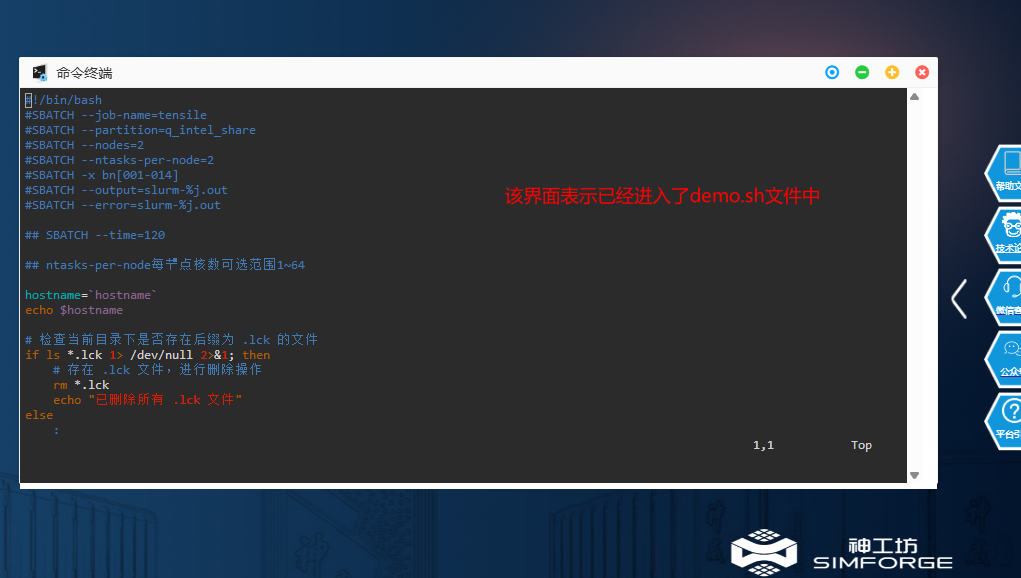 命令终端
#!/bin/bash
#SBATCH --job-name=tensile
#SBATCH --partition=q_intel_share
#SBATCH --nodes=2
#SBATCH --ntasks-per-node=2
#SBATCH -x bn[001-014]
#SBATCH --output=slurm-%j.out
#SBATCH --error=slurm-%j.out
该界面表示已经进入了demo.sh文件中
## SBATCH --time=120
## ntasks-per-node每节点核数可选范围1~64
hostname=`hostname`
echo $hostname
# 检查当前目录下是否存在后缀为 .lck 的文件
if ls *.lck 1> /dev/null 2>&1; then
# 存在 .lck 文件，进行删除操作
rm *.lck
echo "已删除所有 .lck 文件"
else
:
1,1 Top
帮助文
技术论
微信客
公众号
平台引
神工坊
SIMFORGE